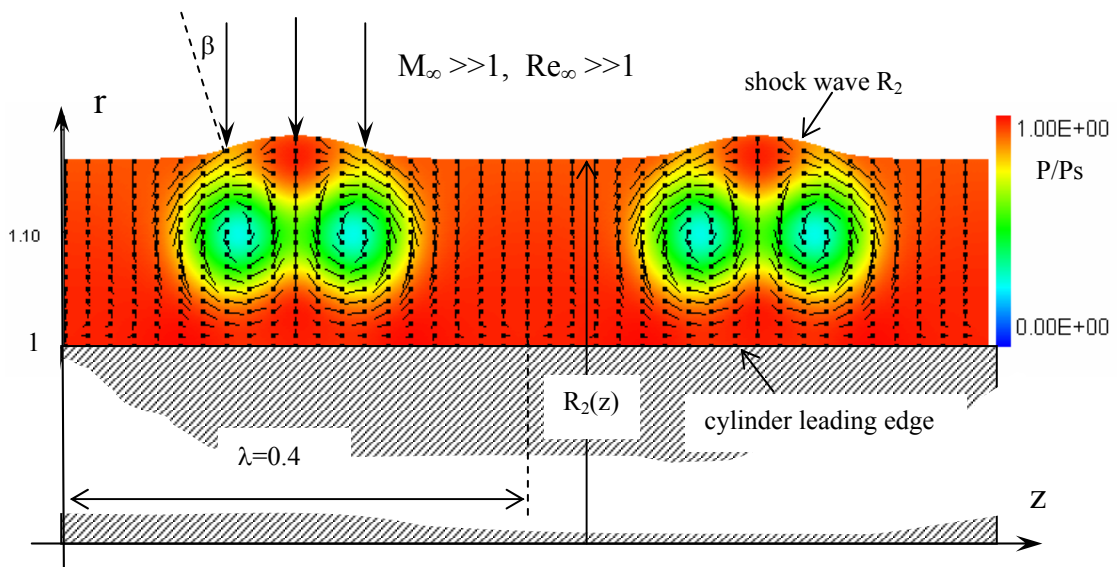 β
M∞ >>1, Re∞ >>1
shock wave R₂
r
1.00E+00
P/Ps
1.10
0.00E+00
1
R₂(z)
cylinder leading edge
λ=0.4
z